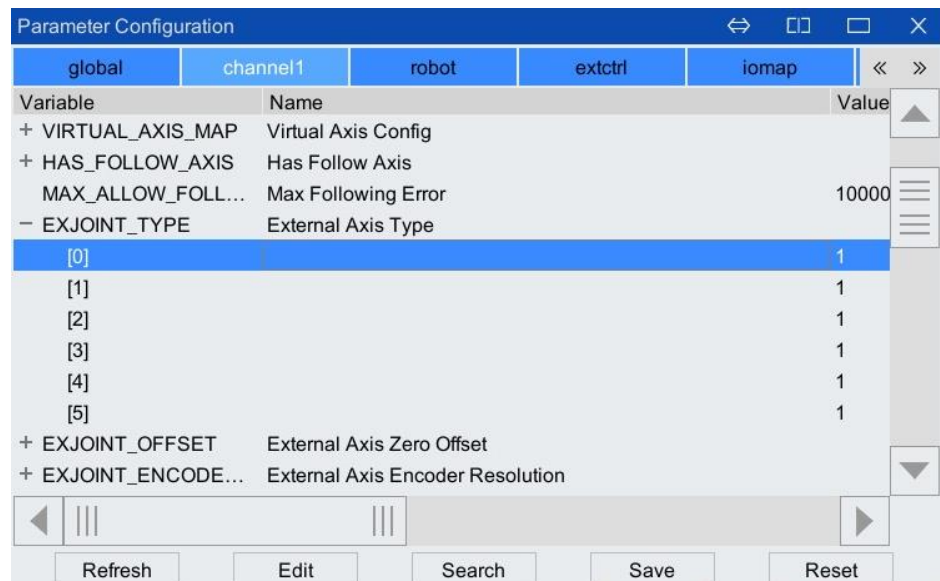 Parameter Configuration
global channel1 robot extctrl iomap
Variable Name Value
+ VIRTUAL_AXIS_MAP Virtual Axis Config
+ HAS_FOLLOW_AXIS Has Follow Axis
MAX_ALLOW_FOLL... Max Following Error 10000
− EXJOINT_TYPE External Axis Type
[0] 1
[1] 1
[2] 1
[3] 1
[4] 1
[5] 1
+ EXJOINT_OFFSET External Axis Zero Offset
+ EXJOINT_ENCODE... External Axis Encoder Resolution
Refresh Edit Search Save Reset